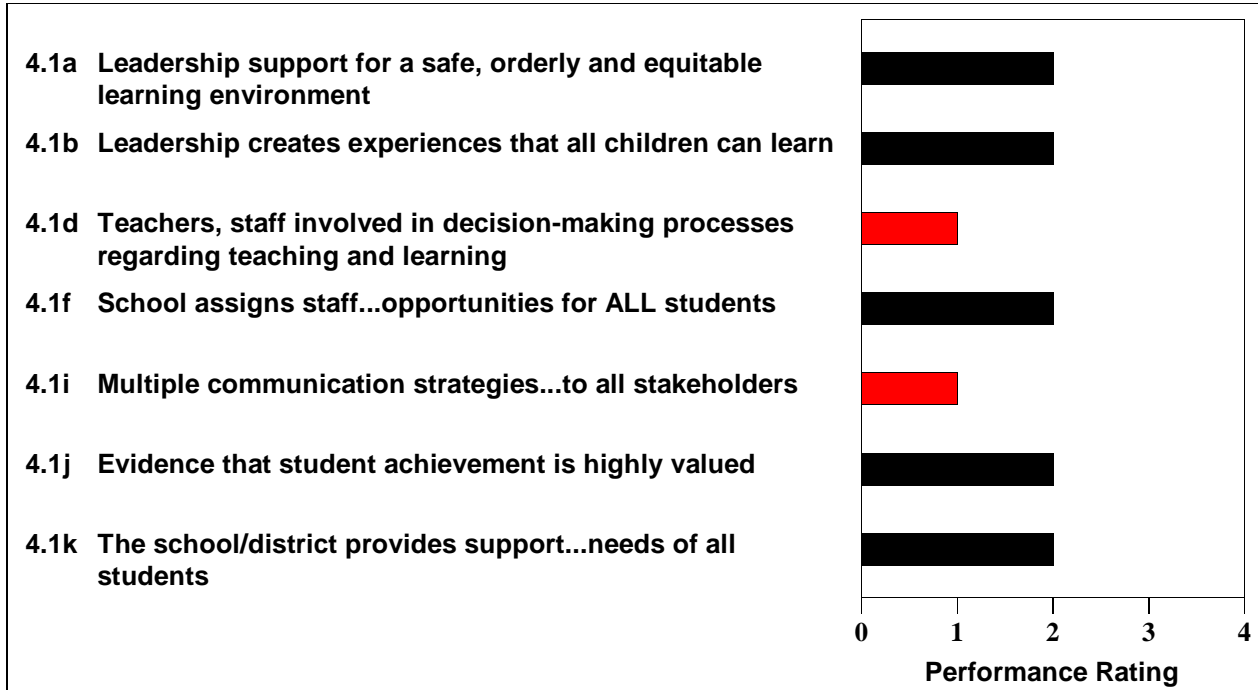 4.1a Leadership support for a safe, orderly and equitable
learning environment
4.1b Leadership creates experiences that all children can learn
4.1d Teachers, staff involved in decision-making processes
regarding teaching and learning
4.1f School assigns staff...opportunities for ALL students
4.1i Multiple communication strategies...to all stakeholders
4.1j Evidence that student achievement is highly valued
4.1k The school/district provides support...needs of all
students
0 1 2 3 4
Performance Rating